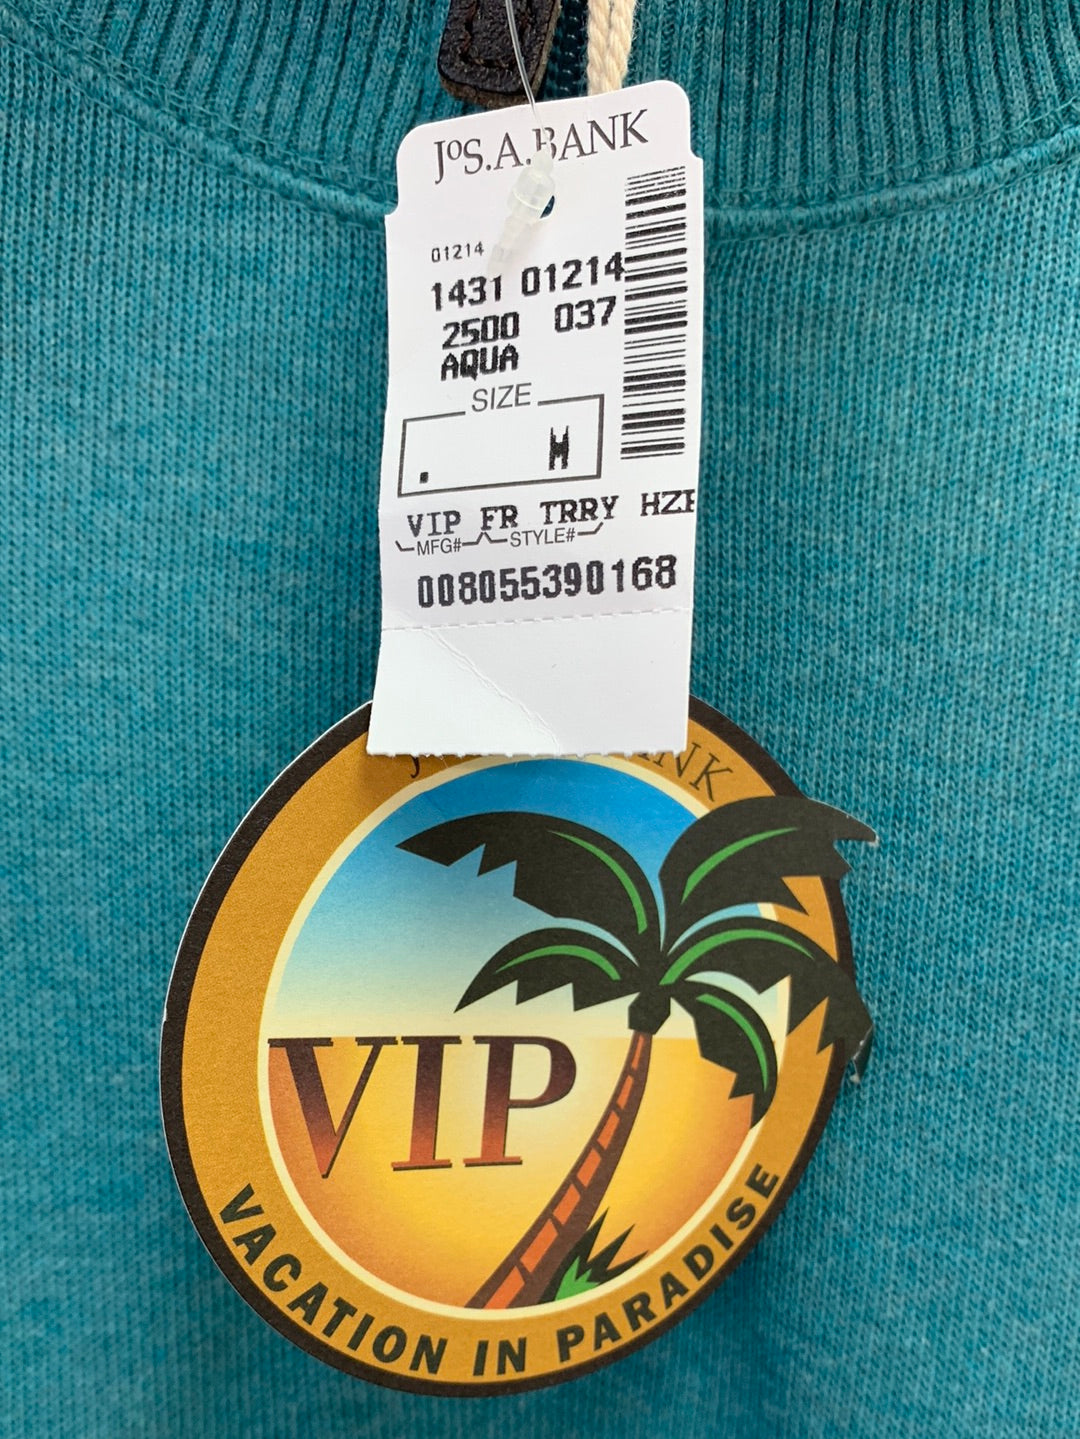 JOS.A.BANK
01214
1431 01214
2500 037
AQUA
SIZE
. M
VIP FR TRRY
MFG# STYLE#
008055390168
VIP
VACATION IN PARADISE